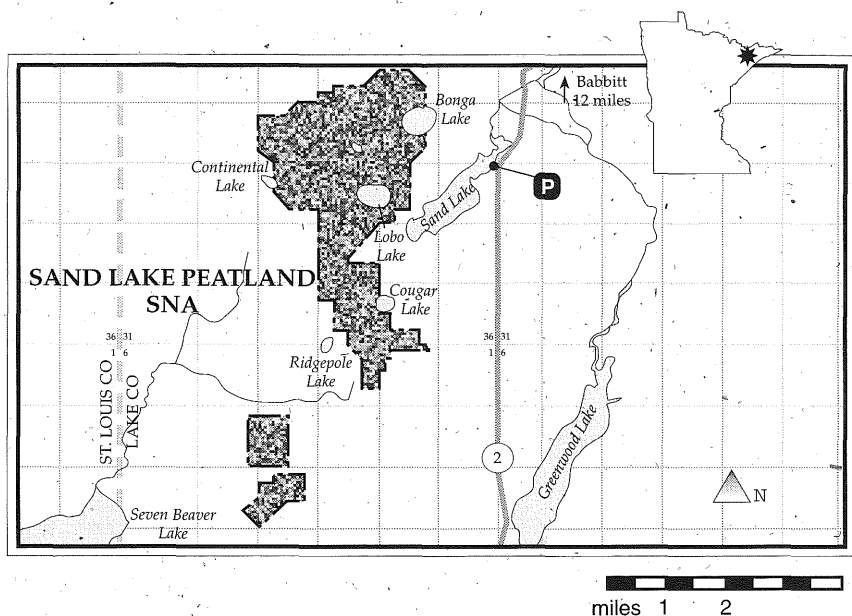 Babbitt
12 miles
Bonga
Lake
Continental
Lake
P
Sand Lake
Lobo
Lake
SAND LAKE PEATLAND
SNA
Cougar
Lake
36 31
1 6
36 31
1 6
Ridgepole
Lake
ST. LOUIS CO
LAKE CO
2
Greenwood Lake
N
Seven Beaver
Lake
miles 1 2